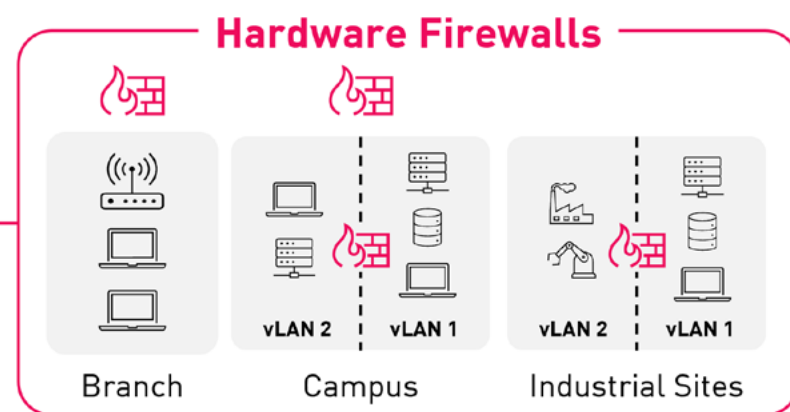 Hardware Firewalls
vLAN 2
vLAN 1
vLAN 2
vLAN 1
Branch
Campus
Industrial Sites